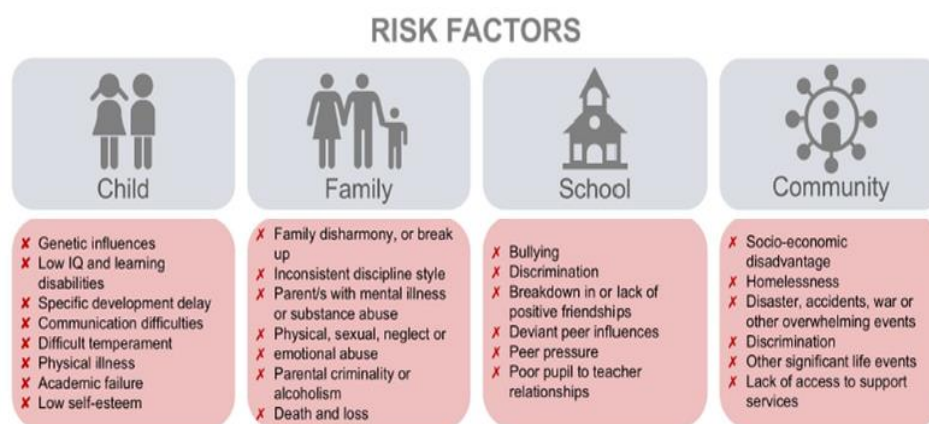 RISK FACTORS
Child
✘ Genetic influences
✘ Low IQ and learning
disabilities
✘ Specific development delay
✘ Communication difficulties
✘ Difficult temperament
✘ Physical illness
✘ Academic failure
✘ Low self-esteem
Family
✗ Family disharmony, or break
up
✗ Inconsistent discipline style
✗ Parent/s with mental illness
or substance abuse
✗ Physical, sexual, neglect or
✗ emotional abuse
✗ Parental criminality or
alcoholism
✗ Death and loss
School
✗ Bullying
✗ Discrimination
✗ Breakdown in or lack of
positive friendships
✗ Deviant peer influences
✗ Peer pressure
✗ Poor pupil to teacher
relationships
Community
✗ Socio-economic
disadvantage
✗ Homelessness
✗ Disaster, accidents, war or
other overwhelming events
✗ Discrimination
✗ Other significant life events
✗ Lack of access to support
services